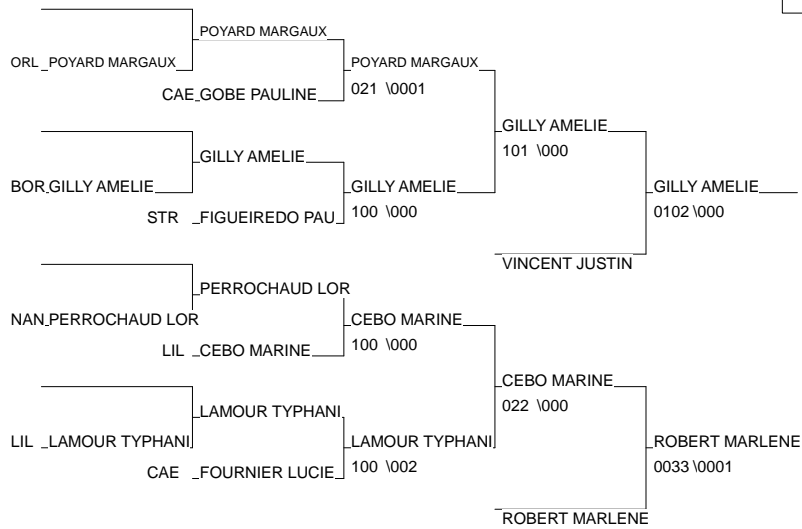 POYARD MARGAUX
ORL POYARD MARGAUX
POYARD MARGAUX
021 \0001
CAE GOBE PAULINE
GILLY AMELIE
101 \000
GILLY AMELIE
BOR GILLY AMELIE
GILLY AMELIE
100 \000
GILLY AMELIE
0102 \000
STR FIGUEIREDO PAU
VINCENT JUSTIN
PERROCHAUD LOR
NAN PERROCHAUD LOR
CEBO MARINE
100 \000
LIL CEBO MARINE
CEBO MARINE
022 \000
LAMOUR TYPHANI
LIL LAMOUR TYPHANI
LAMOUR TYPHANI
100 \002
ROBERT MARLENE
0033 \0001
CAE FOURNIER LUCIE
ROBERT MARLENE